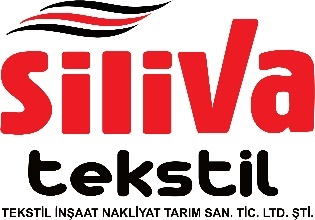 SiliVa
tekstil
TEKSTİL İNŞAAT NAKLİYAT TARIM SAN. TİC. LTD. ŞTİ.